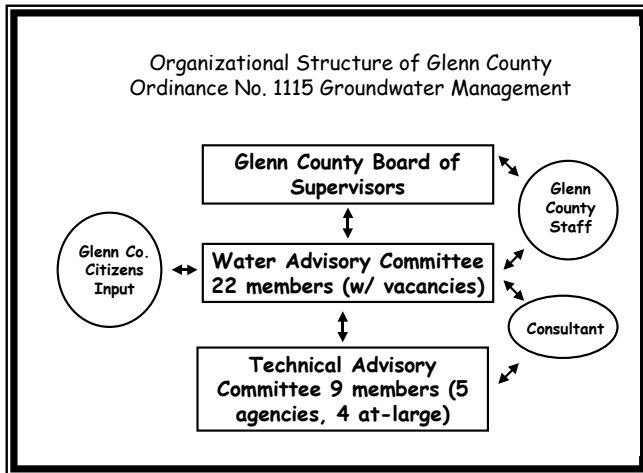 Organizational Structure of Glenn County
Ordinance No. 1115 Groundwater Management
Glenn County Board of
Supervisors
Glenn
County
Staff
Glenn Co.
Citizens
Input
Water Advisory Committee
22 members (w/ vacancies)
Consultant
Technical Advisory
Committee 9 members (5
agencies, 4 at-large)